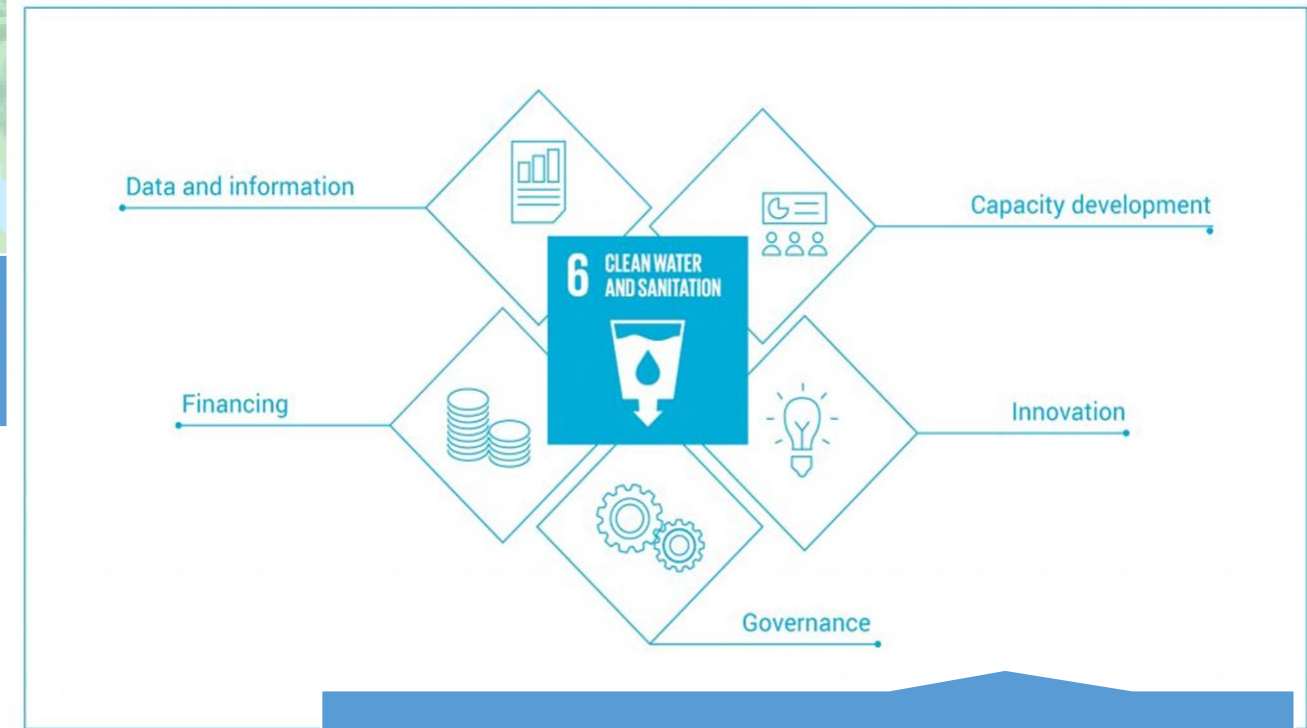 Data and information
Capacity development
6 CLEAN WATER
AND SANITATION
Financing
Innovation
Governance